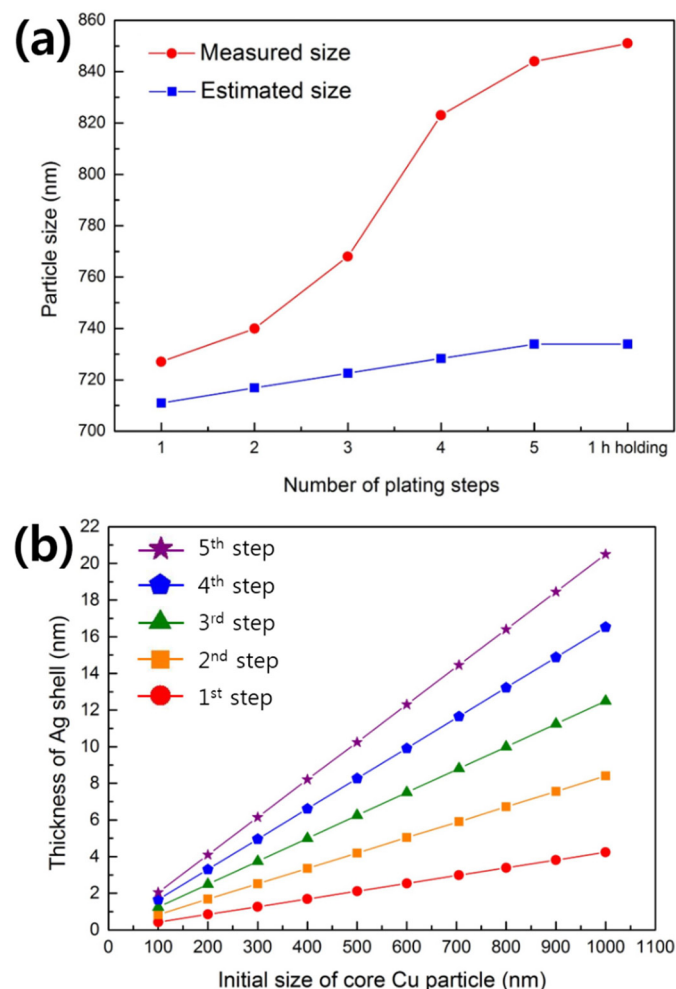 (a)
860
840
820
800
780
760
740
720
700
Particle size (nm)
Measured size
Estimated size
1 2 3 4 5 1 h holding
Number of plating steps
(b)
22
20
18
16
14
12
10
8
6
4
2
0
Thickness of Ag shell (nm)
5th step
4th step
3rd step
2nd step
1st step
0 100 200 300 400 500 600 700 800 900 1000 1100
Initial size of core Cu particle (nm)